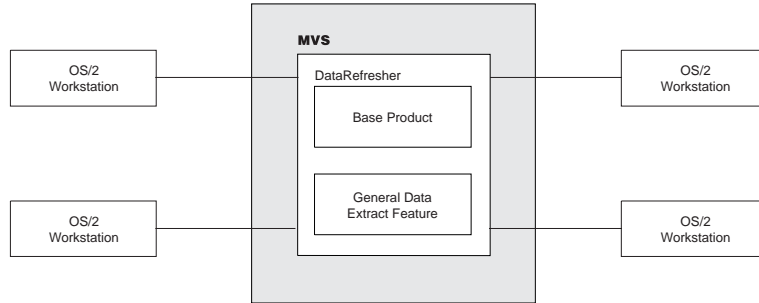 MVS
OS/2
Workstation
DataRefresher
OS/2
Workstation
Base Product
General Data
Extract Feature
OS/2
Workstation
OS/2
Workstation